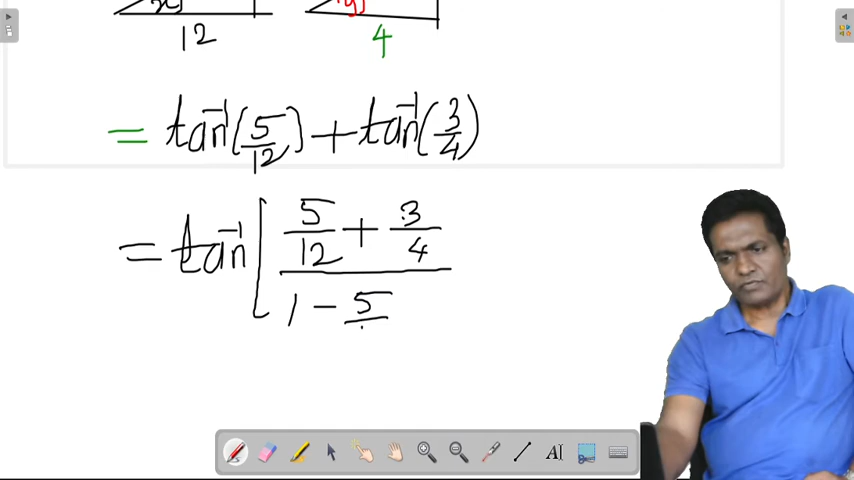 12 4
= tan⁻¹(5/12) + tan⁻¹(3/4)
= tan⁻¹[(5/12 + 3/4)/(1 - 5/